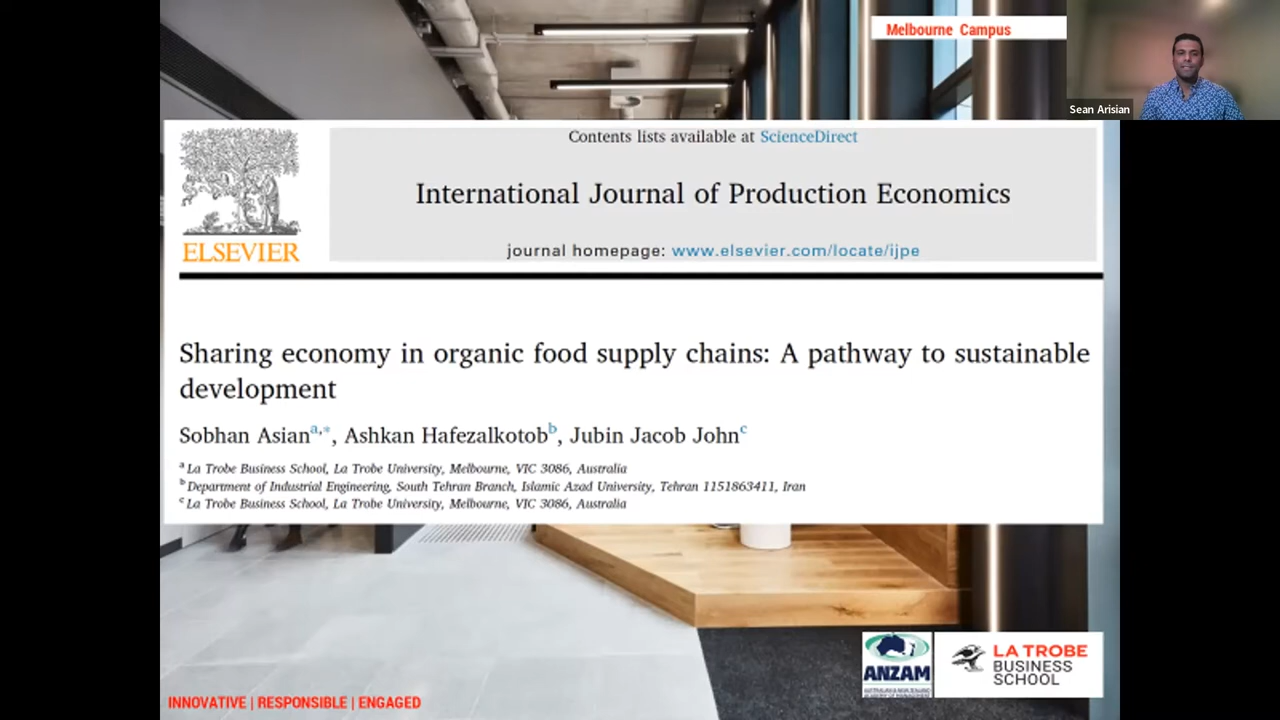 Melbourne Campus
Sean Arisian
Contents lists available at ScienceDirect
International Journal of Production Economics
journal homepage: www.elsevier.com/locate/ijpe
ELSEVIER
Sharing economy in organic food supply chains: A pathway to sustainable
development
Sobhan Asian a,*, Ashkan Hafezalkotob b, Jubin Jacob John c
a La Trobe Business School, La Trobe University, Melbourne, VIC 3086, Australia
b Department of Industrial Engineering, South Tehran Branch, Islamic Azad University, Tehran 1151863411, Iran
c La Trobe Business School, La Trobe University, Melbourne, VIC 3086, Australia
ANZAM
LA TROBE
BUSINESS
SCHOOL
INNOVATIVE | RESPONSIBLE | ENGAGED